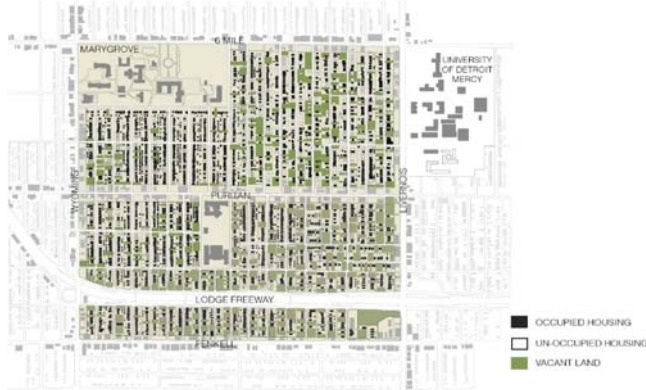 6 MILE
MARYGROVE
UNIVERSITY
OF DETROIT
MERCY
WYOMING
PURITAN
LIVERNOIS
LODGE FREEWAY
FENKELL
OCCUPIED HOUSING
UN-OCCUPIED HOUSING
VACANT LAND